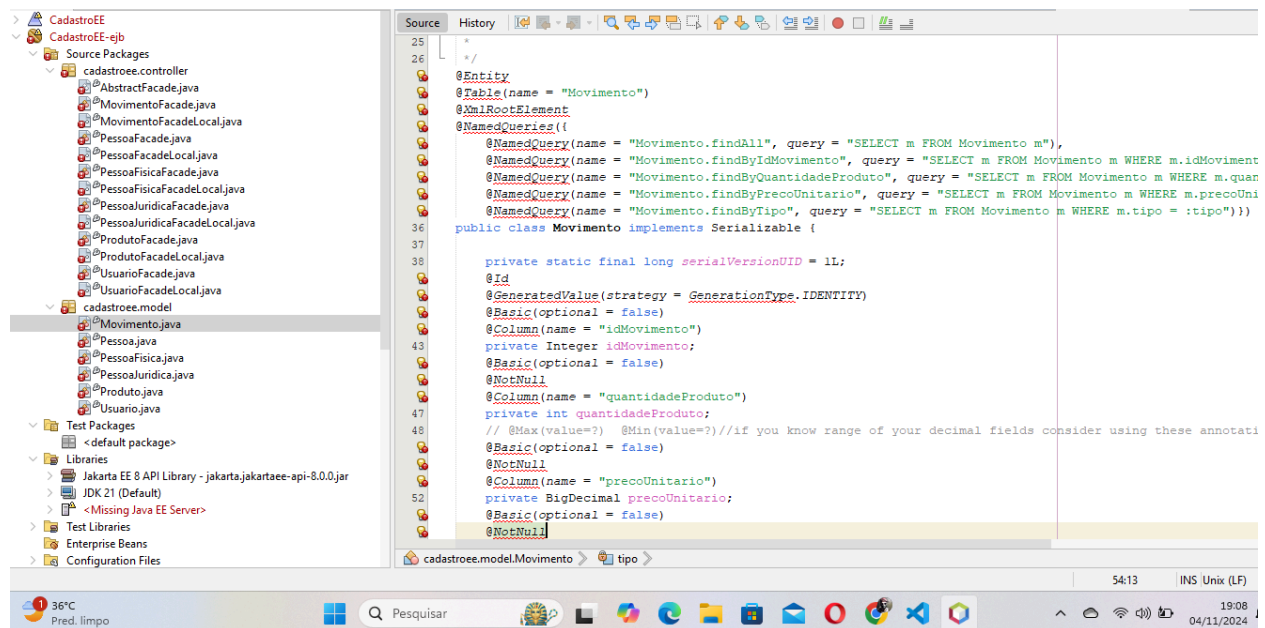 CadastroEE
CadastroEE-ejb
Source Packages
cadastroee.controller
AbstractFacade.java
MovimentoFacade.java
MovimentoFacadeLocal.java
PessoaFacade.java
PessoaFacadeLocal.java
PessoaFisicaFacade.java
PessoaFisicaFacadeLocal.java
PessoaJuridicaFacade.java
PessoaJuridicaFacadeLocal.java
ProdutoFacade.java
ProdutoFacadeLocal.java
UsuarioFacade.java
UsuarioFacadeLocal.java
cadastroee.model
Movimento.java
Pessoa.java
PessoaFisica.java
PessoaJuridica.java
Produto.java
Usuario.java
Test Packages
<default package>
Libraries
Jakarta EE 8 API Library - jakarta.jakartaee-api-8.0.0.jar
JDK 21 (Default)
<Missing Java EE Server>
Test Libraries
Enterprise Beans
Configuration Files
Source History
25 *
26 */
@Entity
@Table(name = "Movimento")
@XmlRootElement
@NamedQueries({
@NamedQuery(name = "Movimento.findAll", query = "SELECT m FROM Movimento m"),
@NamedQuery(name = "Movimento.findByIdMovimento", query = "SELECT m FROM Movimento m WHERE m.idMoviment
@NamedQuery(name = "Movimento.findByQuantidadeProduto", query = "SELECT m FROM Movimento m WHERE m.quan
@NamedQuery(name = "Movimento.findByPrecoUnitario", query = "SELECT m FROM Movimento m WHERE m.precoUni
@NamedQuery(name = "Movimento.findByTipo", query = "SELECT m FROM Movimento m WHERE m.tipo = :tipo")})
36 public class Movimento implements Serializable {
37
38 private static final long serialVersionUID = 1L;
@Id
@GeneratedValue(strategy = GenerationType.IDENTITY)
@Basic(optional = false)
@Column(name = "idMovimento")
43 private Integer idMovimento;
@Basic(optional = false)
@NotNull
@Column(name = "quantidadeProduto")
47 private int quantidadeProduto;
48 // @Max(value=?) @Min(value=?)//if you know range of your decimal fields consider using these annotati
@Basic(optional = false)
@NotNull
@Column(name = "precoUnitario")
52 private BigDecimal precoUnitario;
@Basic(optional = false)
@NotNull
cadastroee.model.Movimento tipo
54:13 INS Unix (LF)
1 36°C
Pred. limpo
Pesquisar
19:08
04/11/2024